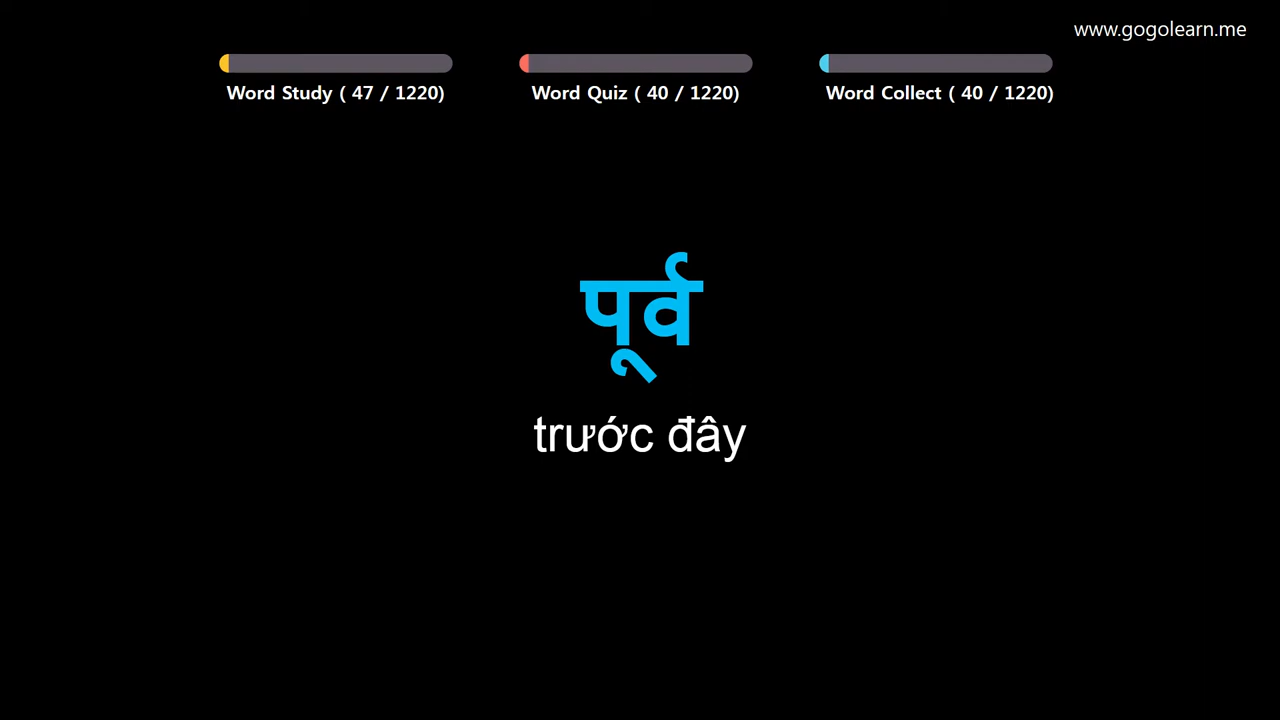 www.gogolearn.me
Word Study ( 47 / 1220)
Word Quiz ( 40 / 1220)
Word Collect ( 40 / 1220)
पूर्व
trước đây